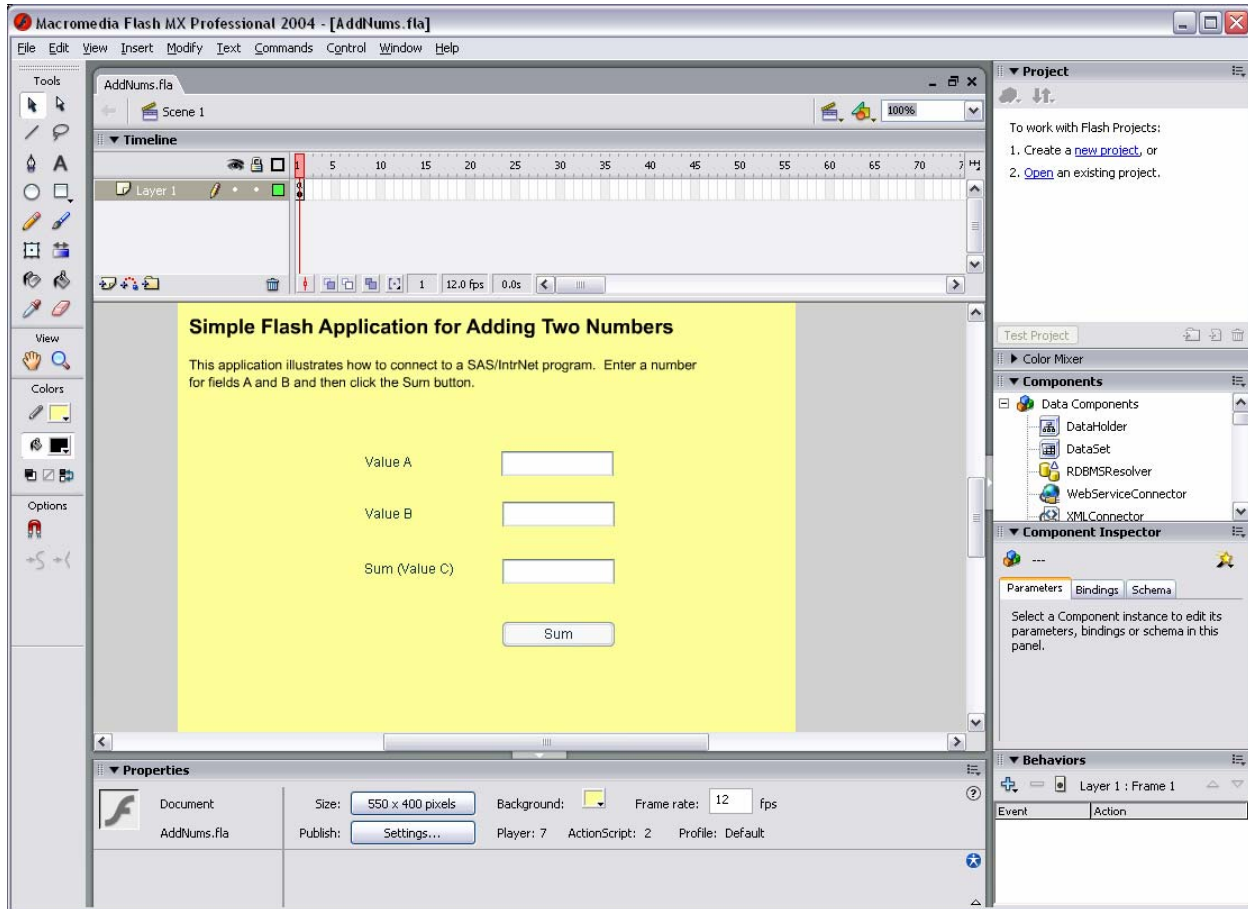 Macromedia Flash MX Professional 2004 - [AddNums.fla]
File Edit View Insert Modify Text Commands Control Window Help
Tools
View
Colors
Options
AddNums.fla
Scene 1
100%
Timeline
1 5 10 15 20 25 30 35 40 45 50 55 60 65 70 7
Layer 1
1 12.0 fps 0.0s
Simple Flash Application for Adding Two Numbers
This application illustrates how to connect to a SAS/IntrNet program. Enter a number
for fields A and B and then click the Sum button.
Value A
Value B
Sum (Value C)
Sum
Properties
Document
AddNums.fla
Size: 550 x 400 pixels Background: Frame rate: 12 fps
Publish: Settings... Player: 7 ActionScript: 2 Profile: Default
Project
To work with Flash Projects:
1. Create a new project, or
2. Open an existing project.
Test Project
Color Mixer
Components
Data Components
DataHolder
DataSet
RDBMSResolver
WebServiceConnector
XMLConnector
Component Inspector
---
Parameters Bindings Schema
Select a Component instance to edit its
parameters, bindings or schema in this
panel.
Behaviors
Layer 1 : Frame 1
Event Action